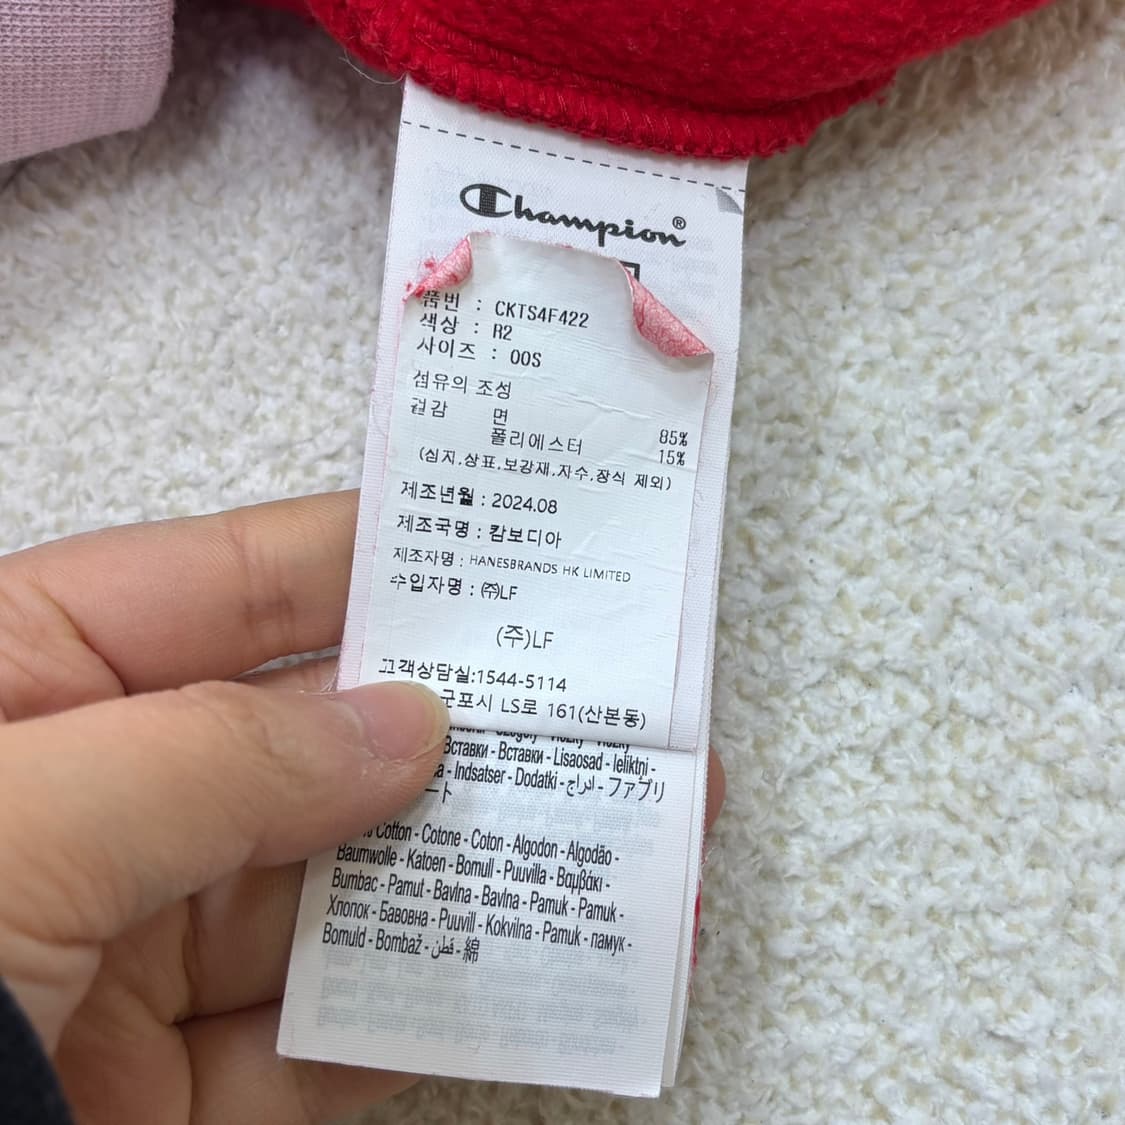 Champion®
품번 : CKTS4F422
색상 : R2
사이즈 : 00S
섬유의 조성
겉감 면 85%
폴리에스터 15%
(심지,상표,보강재,자수,장식 제외)
제조년월 : 2024.08
제조국명 : 캄보디아
제조자명 : HANESBRANDS HK LIMITED
수입자명 : ㈜LF
(주)LF
고객상담실:1544-5114
군포시 LS로 161(산본동)
Вставки - Вставки - Lisaosad - Ieliktņi -
- Indsatser - Dodatki - ادراج - ファブリ
ート
Cotton - Cotone - Coton - Algodon - Algodão -
Baumwolle - Katoen - Bomull - Puuvilla - Βαμβάκι -
Bumbac - Pamut - Bavlna - Bavlna - Pamuk - Pamuk -
Хлопок - Бавовна - Puuvill - Kokvilna - Pamuk - памук -
Bomuld - Bombaž - قطن - 綿